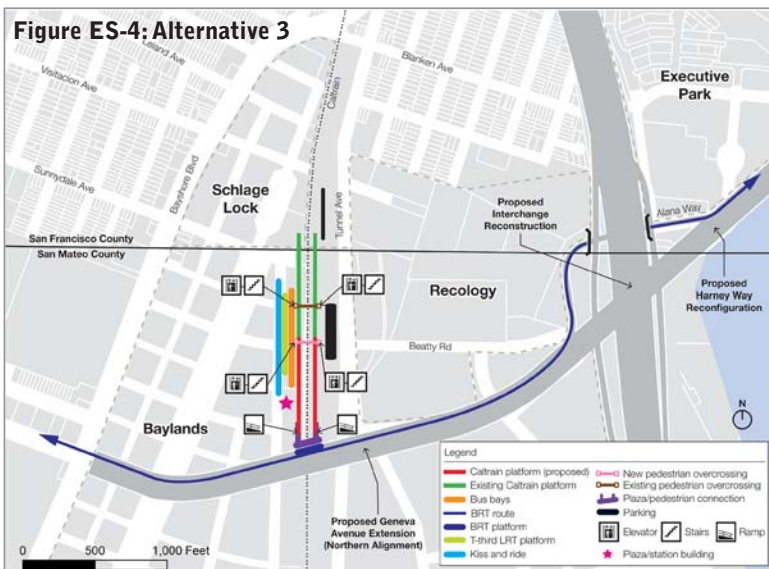 Figure ES-4: Alternative 3
Leland Ave
Visitacion Ave
Sunnydale Ave
Bayshore Blvd
Blanken Ave
Caltrain
Tunnel Ave
Executive
Park
Schlage
Lock
Proposed
Interchange
Reconstruction
Alana Way
San Francisco County
San Mateo County
Recology
Proposed
Harney Way
Reconfiguration
Beatty Rd
Baylands
N
Proposed Geneva
Avenue Extension
(Northern Alignment)
0 500 1,000 Feet
Legend
Caltrain platform (proposed)
Existing Caltrain platform
Bus bays
BRT route
BRT platform
T-third LRT platform
Kiss and ride
New pedestrian overcrossing
Existing pedestrian overcrossing
Plaza/pedestrian connection
Parking
Elevator
Stairs
Ramp
Plaza/station building